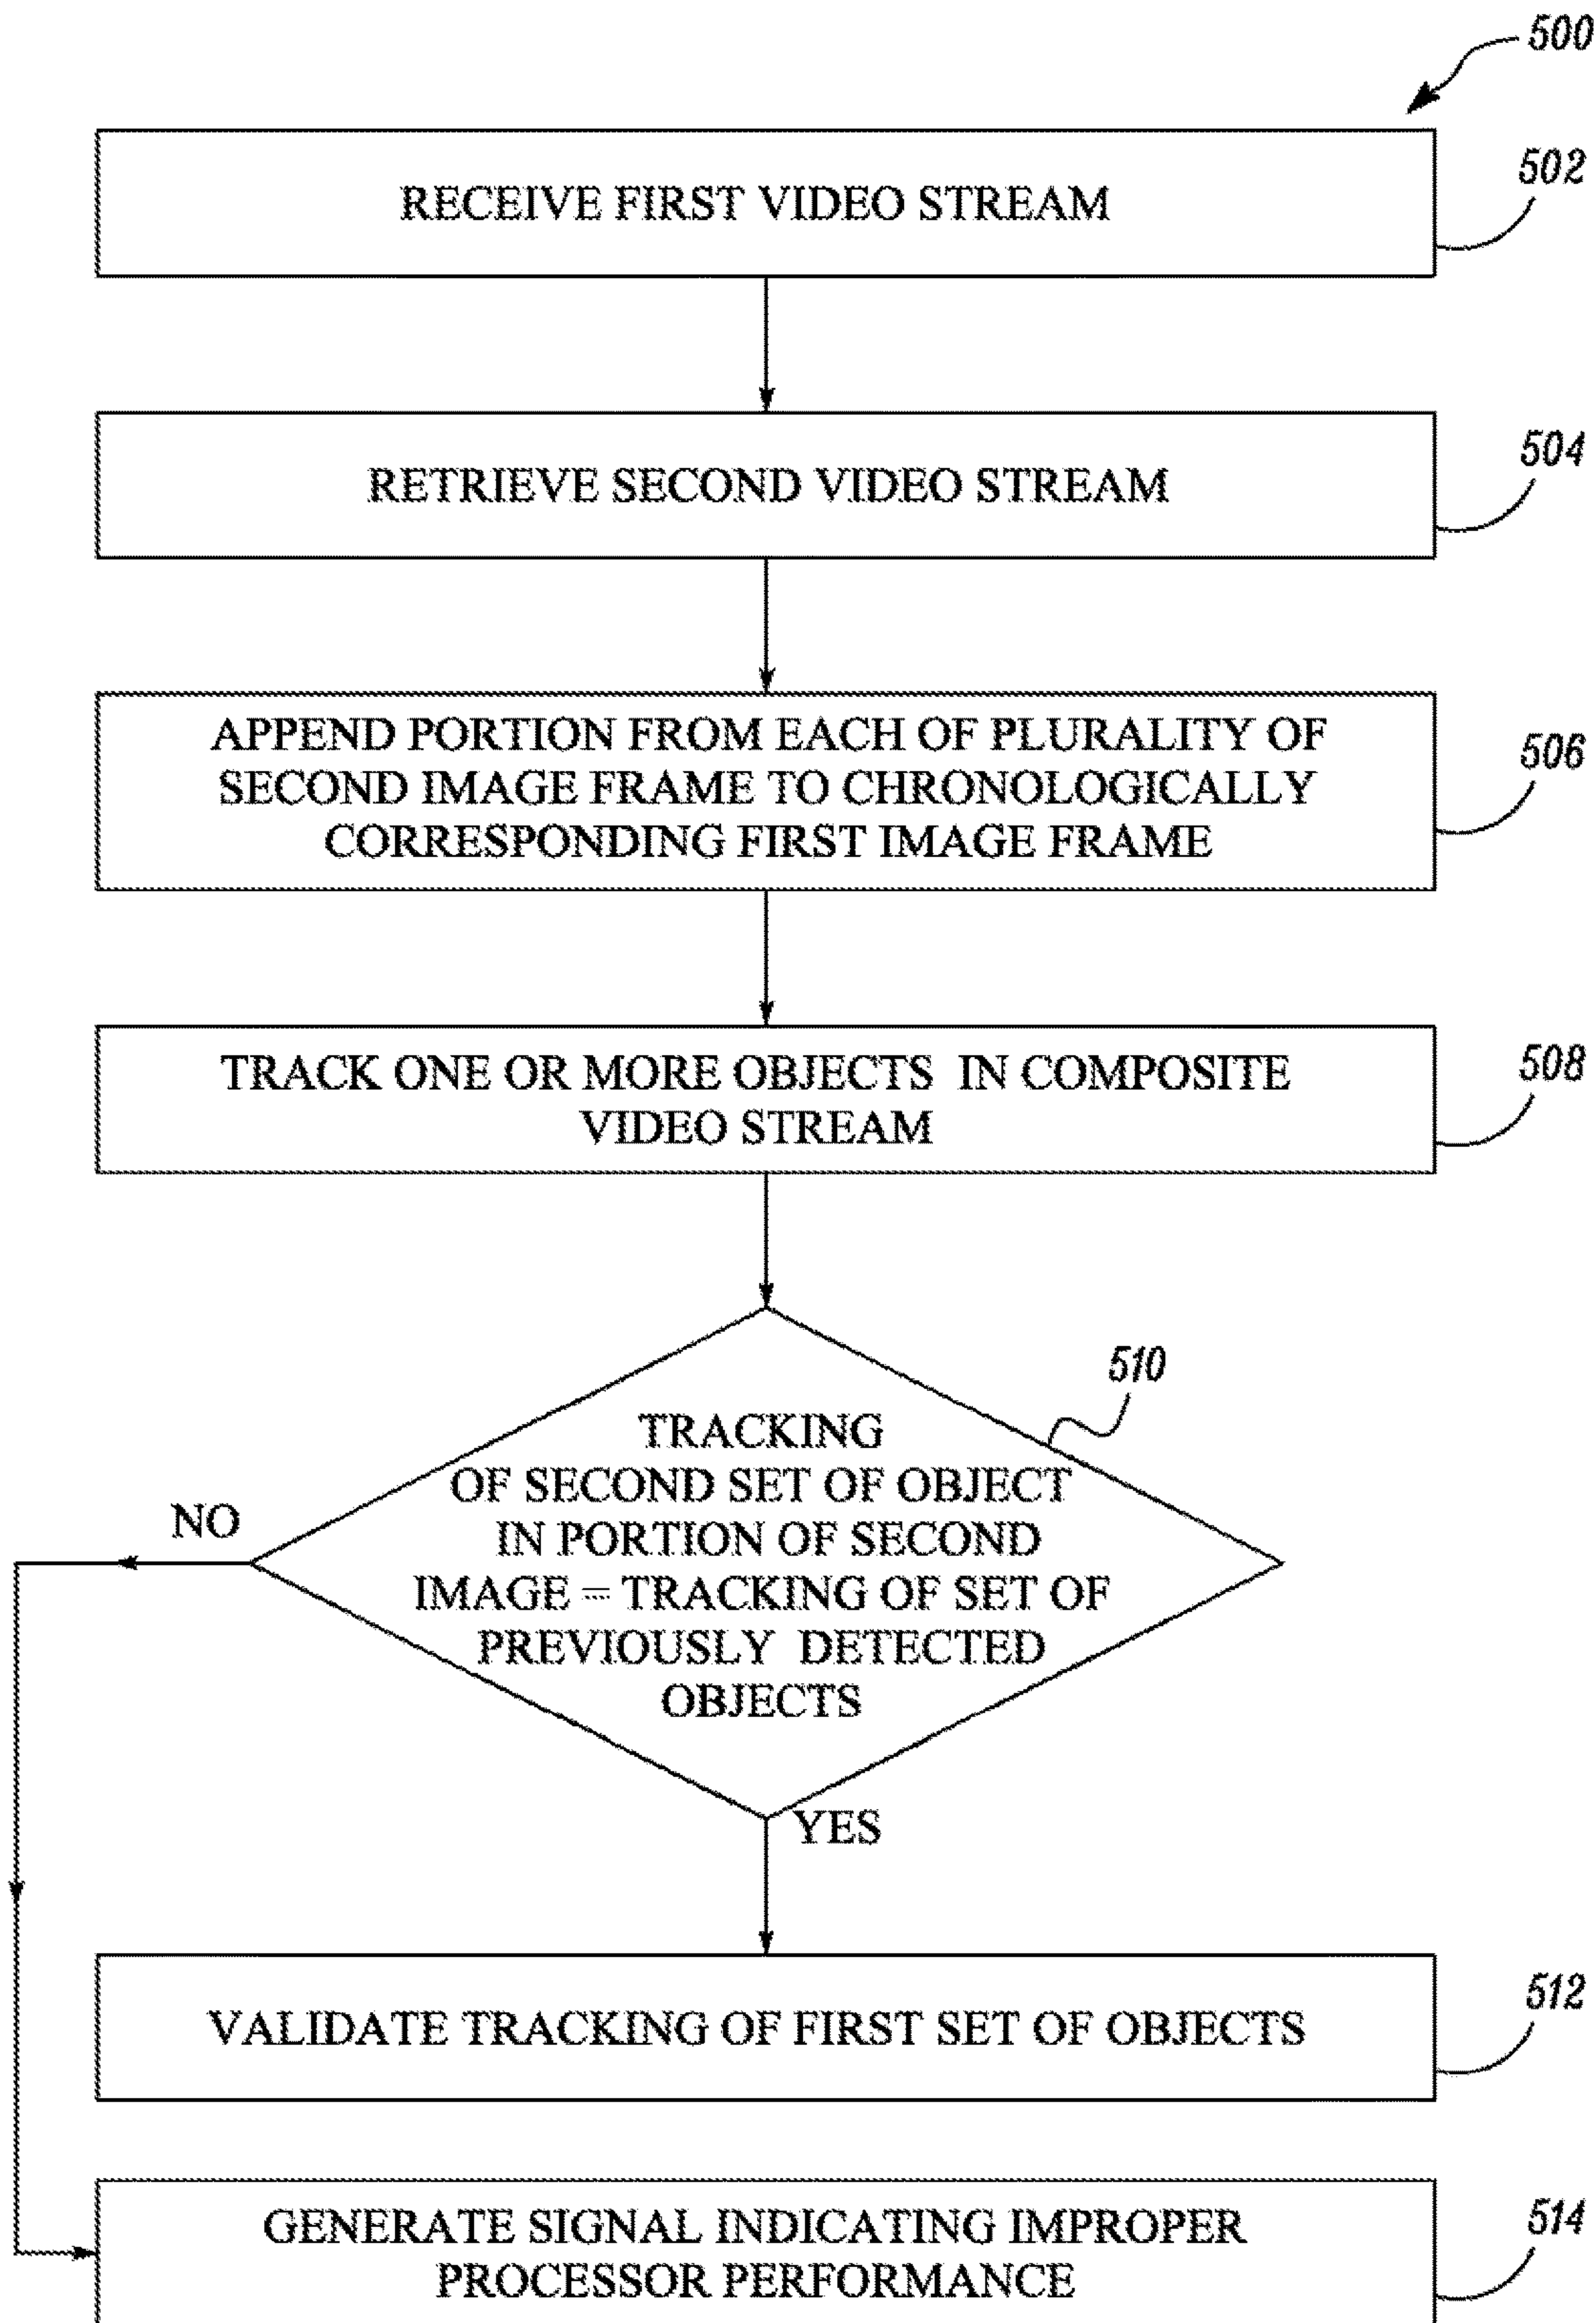 500
RECEIVE FIRST VIDEO STREAM
502
RETRIEVE SECOND VIDEO STREAM
504
APPEND PORTION FROM EACH OF PLURALITY OF
SECOND IMAGE FRAME TO CHRONOLOGICALLY
CORRESPONDING FIRST IMAGE FRAME
506
TRACK ONE OR MORE OBJECTS IN COMPOSITE
VIDEO STREAM
508
510
TRACKING
OF SECOND SET OF OBJECT
IN PORTION OF SECOND
IMAGE = TRACKING OF SET OF
PREVIOUSLY DETECTED
OBJECTS
NO
YES
VALIDATE TRACKING OF FIRST SET OF OBJECTS
512
GENERATE SIGNAL INDICATING IMPROPER
PROCESSOR PERFORMANCE
514